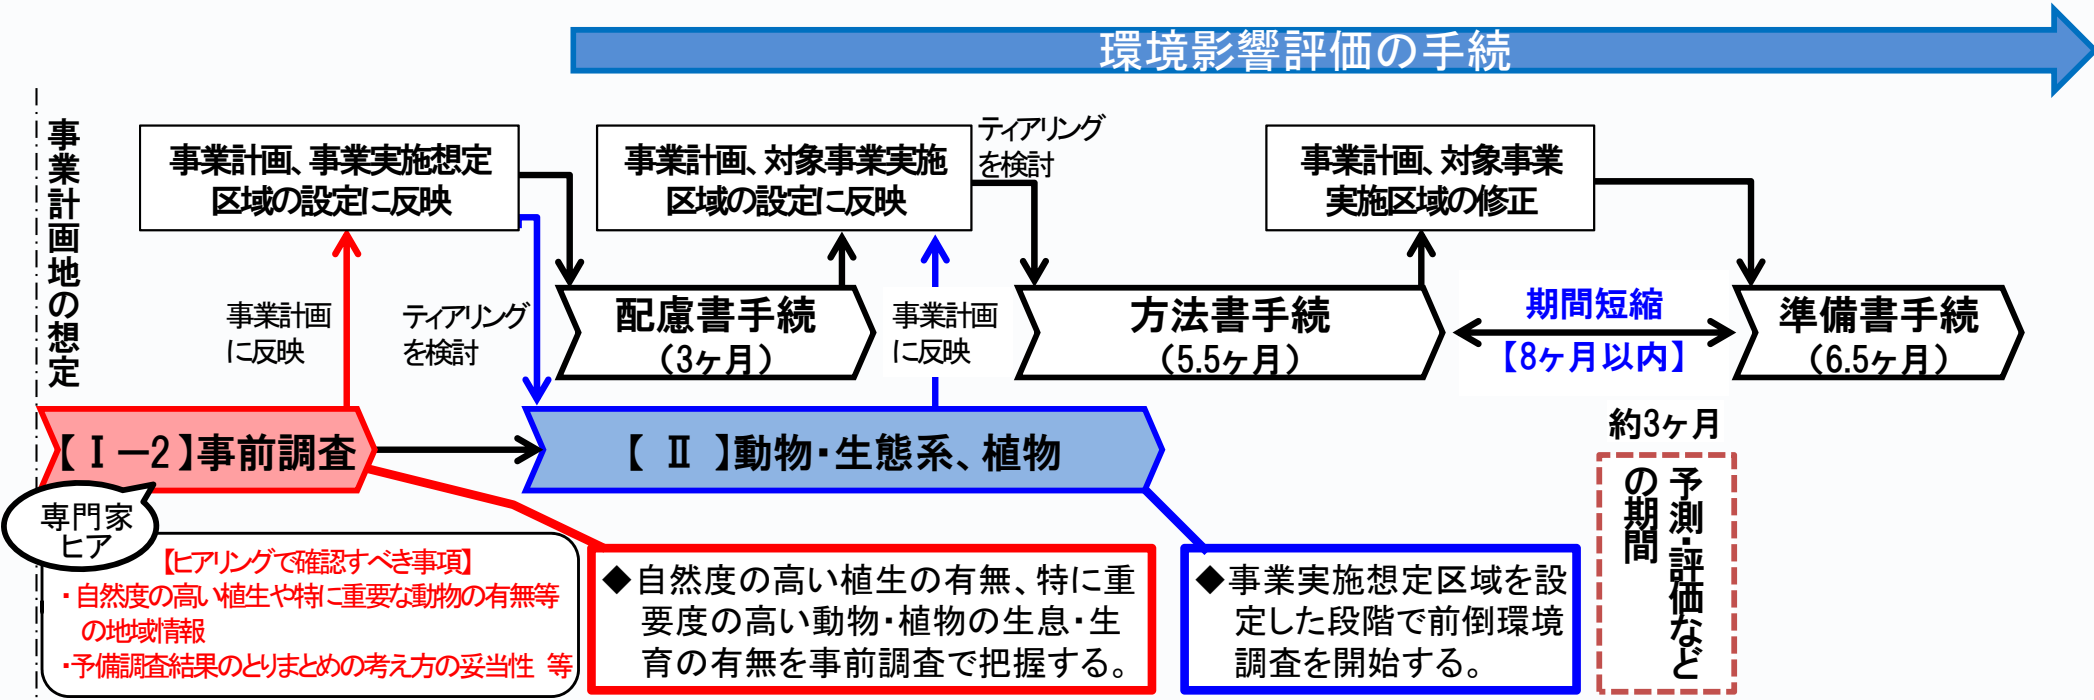 環境影響評価の手続
事業計画地の想定
事業計画、事業実施想定
区域の設定に反映
事業計画、対象事業実施
区域の設定に反映
ティアリング
を検討
事業計画、対象事業
実施区域の修正
事業計画
に反映
ティアリング
を検討
配慮書手続
(3ヶ月)
事業計画
に反映
方法書手続
(5.5ヶ月)
期間短縮
【8ヶ月以内】
準備書手続
(6.5ヶ月)
【Ⅰ－2】事前調査
【 Ⅱ 】動物・生態系、植物
約3ヶ月
予測・評価など
の期間
専門家
ヒア
【ヒアリングで確認すべき事項】
・自然度の高い植生や特に重要な動物の有無等
の地域情報
・予備調査結果のとりまとめの考え方の妥当性 等
◆自然度の高い植生の有無、特に重
要度の高い動物・植物の生息・生
育の有無を事前調査で把握する。
◆事業実施想定区域を設
定した段階で前倒環境
調査を開始する。